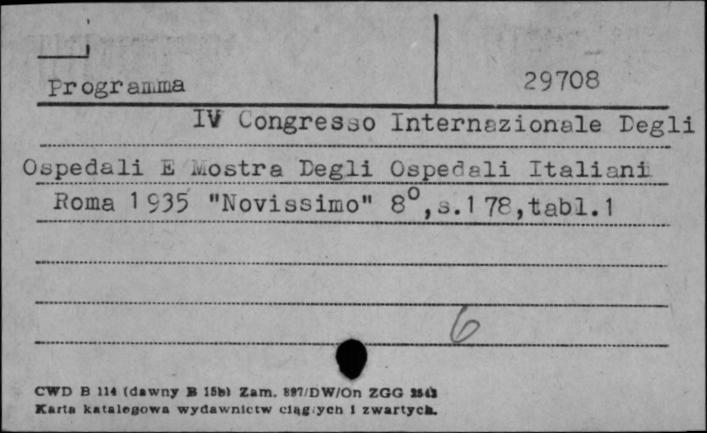 Programma
29708
IV Congresso Internazionale Degli
Ospedali E Mostra Degli Ospedali Italiani
Roma 1935 "Novissimo" 8°,s.178,tabl.1
6
CWD B 114 (dawny B 15b) Zam. 897/DW/On ZGG
Karta katalogowa wydawnictw ciągłych i zwartych.